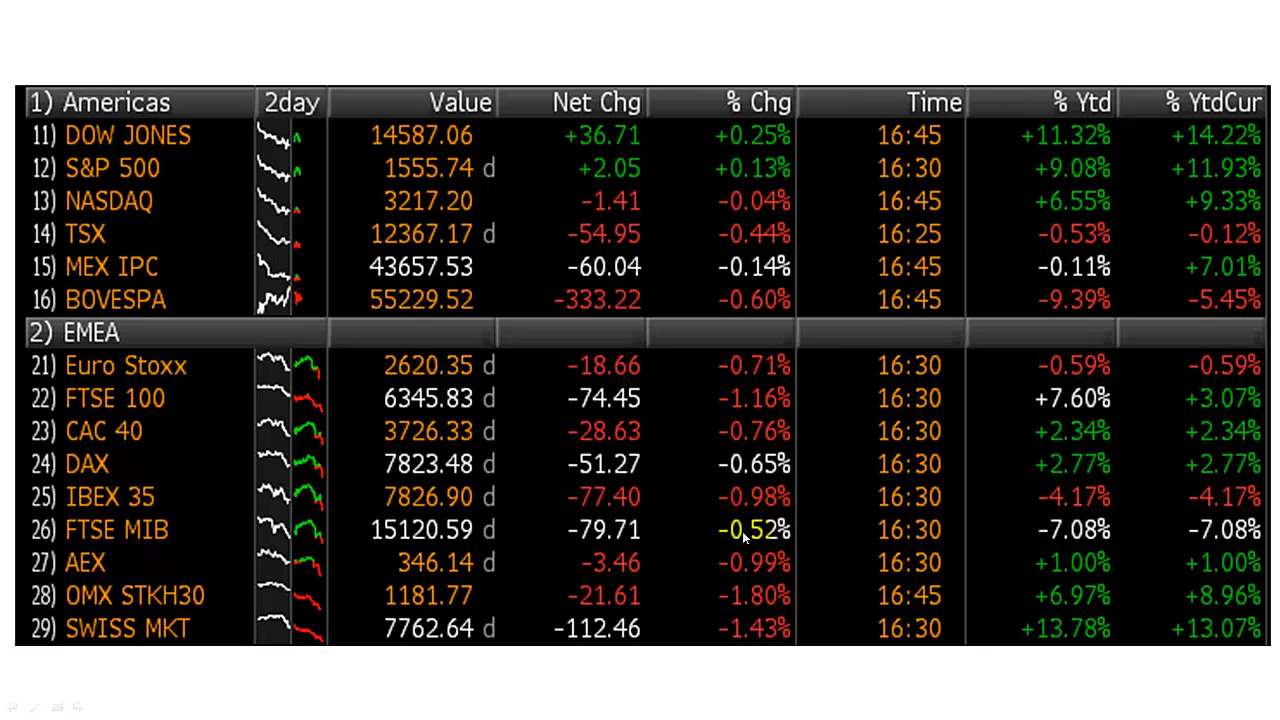 1) Americas 2day Value Net Chg % Chg Time % Ytd % YtdCur
11) DOW JONES 14587.06 +36.71 +0.25% 16:45 +11.32% +14.22%
12) S&P 500 1555.74 d +2.05 +0.13% 16:30 +9.08% +11.93%
13) NASDAQ 3217.20 -1.41 -0.04% 16:45 +6.55% +9.33%
14) TSX 12367.17 d -54.95 -0.44% 16:25 -0.53% -0.12%
15) MEX IPC 43657.53 -60.04 -0.14% 16:45 -0.11% +7.01%
16) BOVESPA 55229.52 -333.22 -0.60% 16:45 -9.39% -5.45%
2) EMEA
21) Euro Stoxx 2620.35 d -18.66 -0.71% 16:30 -0.59% -0.59%
22) FTSE 100 6345.83 d -74.45 -1.16% 16:30 +7.60% +3.07%
23) CAC 40 3726.33 d -28.63 -0.76% 16:30 +2.34% +2.34%
24) DAX 7823.48 d -51.27 -0.65% 16:30 +2.77% +2.77%
25) IBEX 35 7826.90 d -77.40 -0.98% 16:30 -4.17% -4.17%
26) FTSE MIB 15120.59 d -79.71 -0.52% 16:30 -7.08% -7.08%
27) AEX 346.14 d -3.46 -0.99% 16:30 +1.00% +1.00%
28) OMX STKH30 1181.77 -21.61 -1.80% 16:45 +6.97% +8.96%
29) SWISS MKT 7762.64 d -112.46 -1.43% 16:30 +13.78% +13.07%